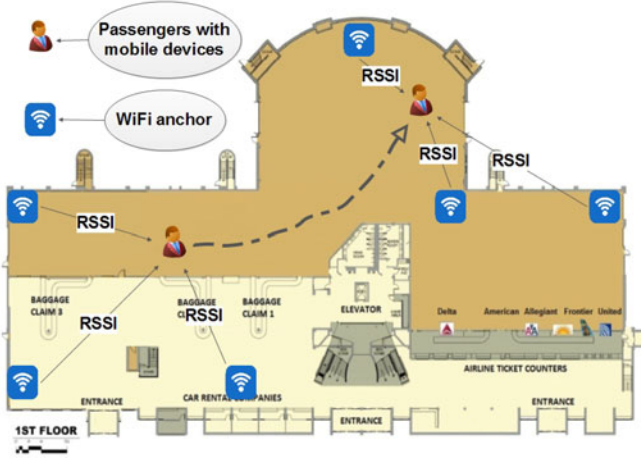 Passengers with
mobile devices
WiFi anchor
RSSI
RSSI
RSSI
RSSI
RSSI
RSSI
BAGGAGE
CLAIM 3
BAGGAGE
BAGGAGE
CLAIM 1
ELEVATOR
Delta
American
Allegiant
Frontier
United
AIRLINE TICKET COUNTERS
ENTRANCE
CAR RENTAL COMPANIES
ENTRANCE
ENTRANCE
1ST FLOOR